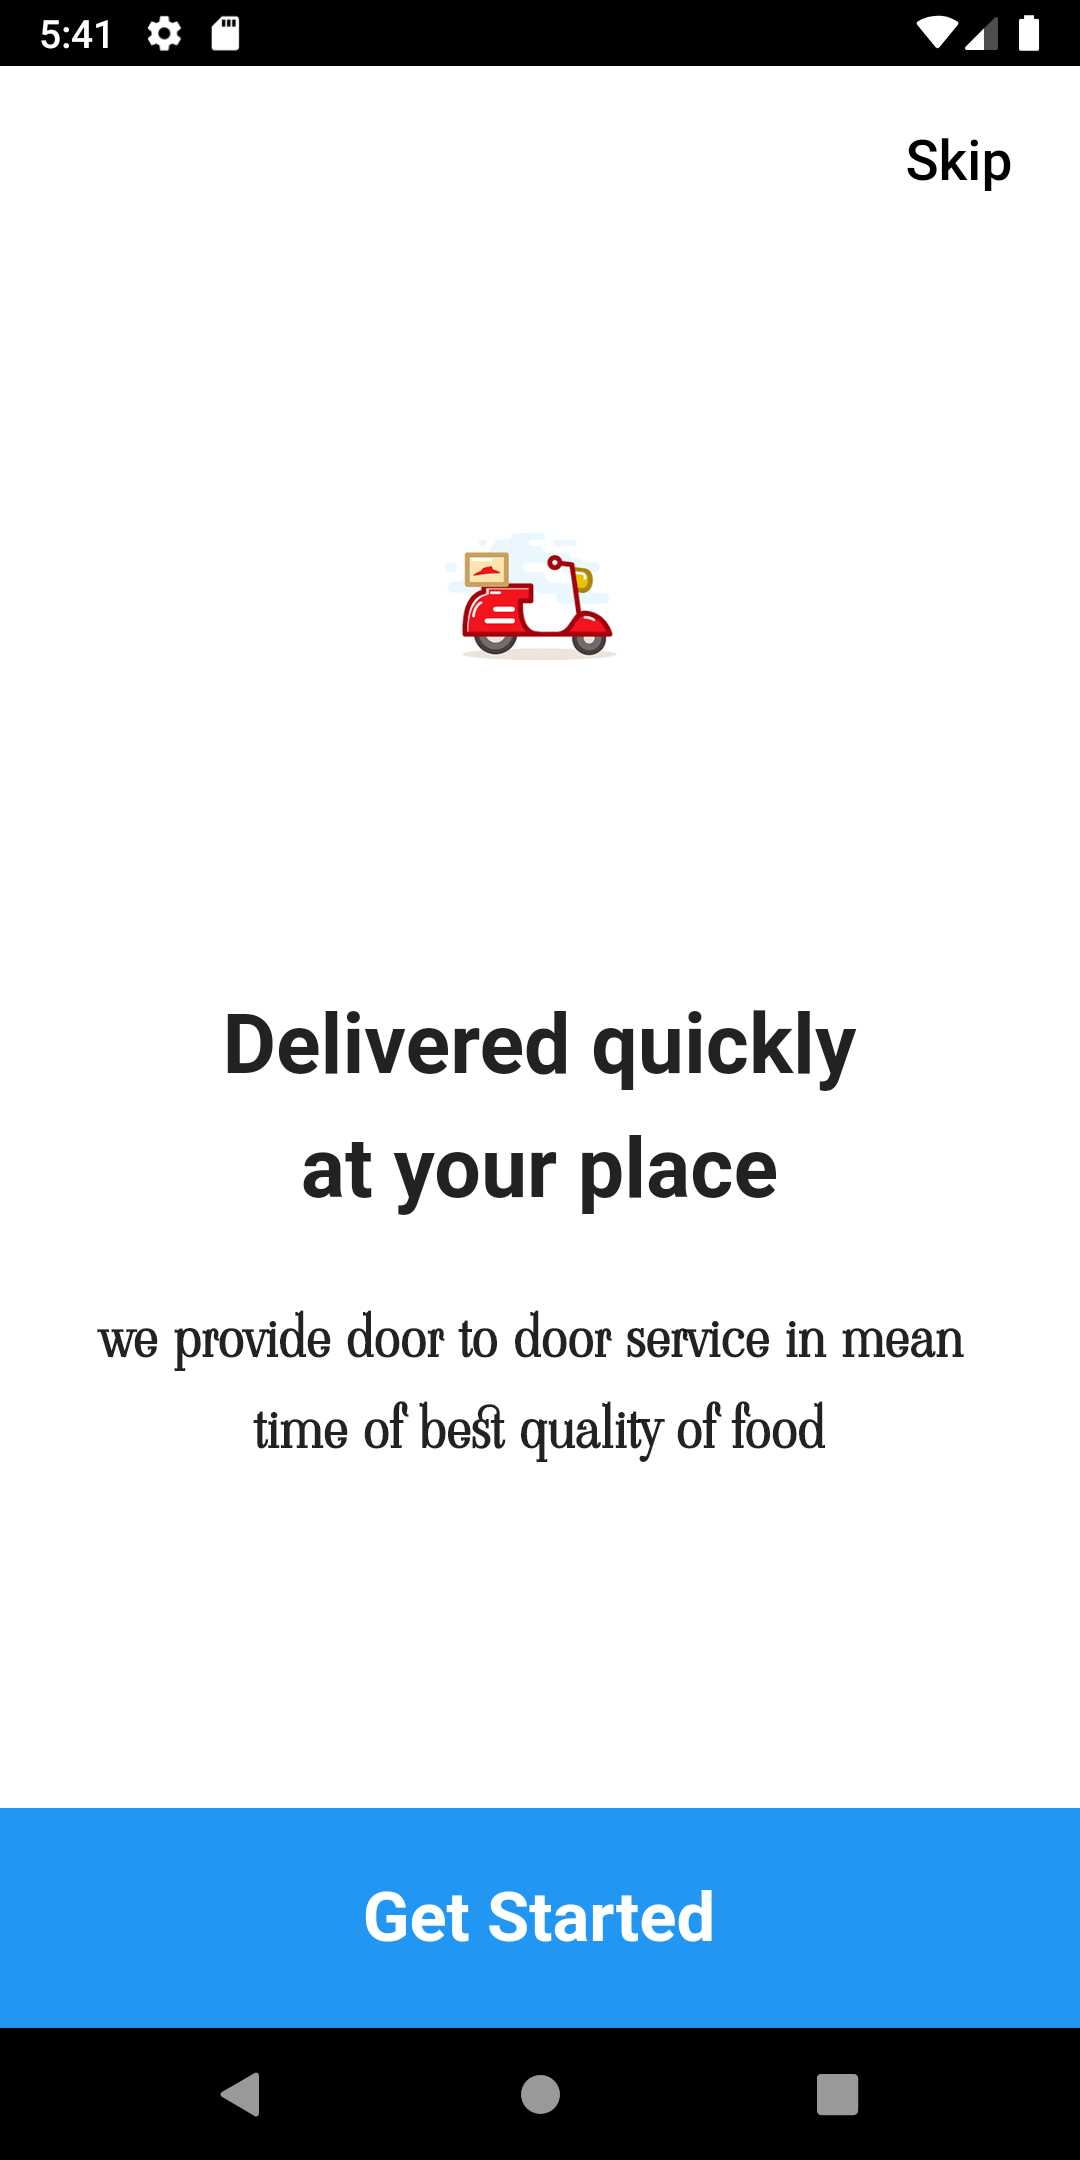 5:41
Skip
Delivered quickly
at your place
we provide door to door service in mean
time of best quality of food
Get Started